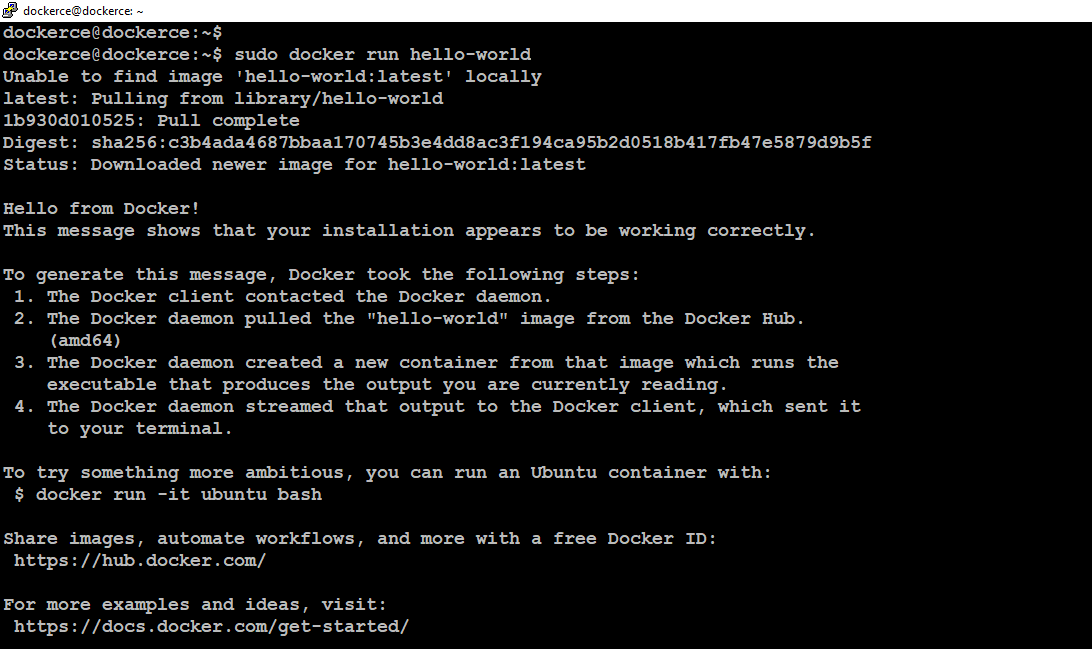 dockerce@dockerce: ~
dockerce@dockerce:~$
dockerce@dockerce:~$ sudo docker run hello-world
Unable to find image 'hello-world:latest' locally
latest: Pulling from library/hello-world
1b930d010525: Pull complete
Digest: sha256:c3b4ada4687bbaa170745b3e4dd8ac3f194ca95b2d0518b417fb47e5879d9b5f
Status: Downloaded newer image for hello-world:latest

Hello from Docker!
This message shows that your installation appears to be working correctly.

To generate this message, Docker took the following steps:
 1. The Docker client contacted the Docker daemon.
 2. The Docker daemon pulled the "hello-world" image from the Docker Hub.
    (amd64)
 3. The Docker daemon created a new container from that image which runs the
    executable that produces the output you are currently reading.
 4. The Docker daemon streamed that output to the Docker client, which sent it
    to your terminal.

To try something more ambitious, you can run an Ubuntu container with:
 $ docker run -it ubuntu bash

Share images, automate workflows, and more with a free Docker ID:
 https://hub.docker.com/

For more examples and ideas, visit:
 https://docs.docker.com/get-started/